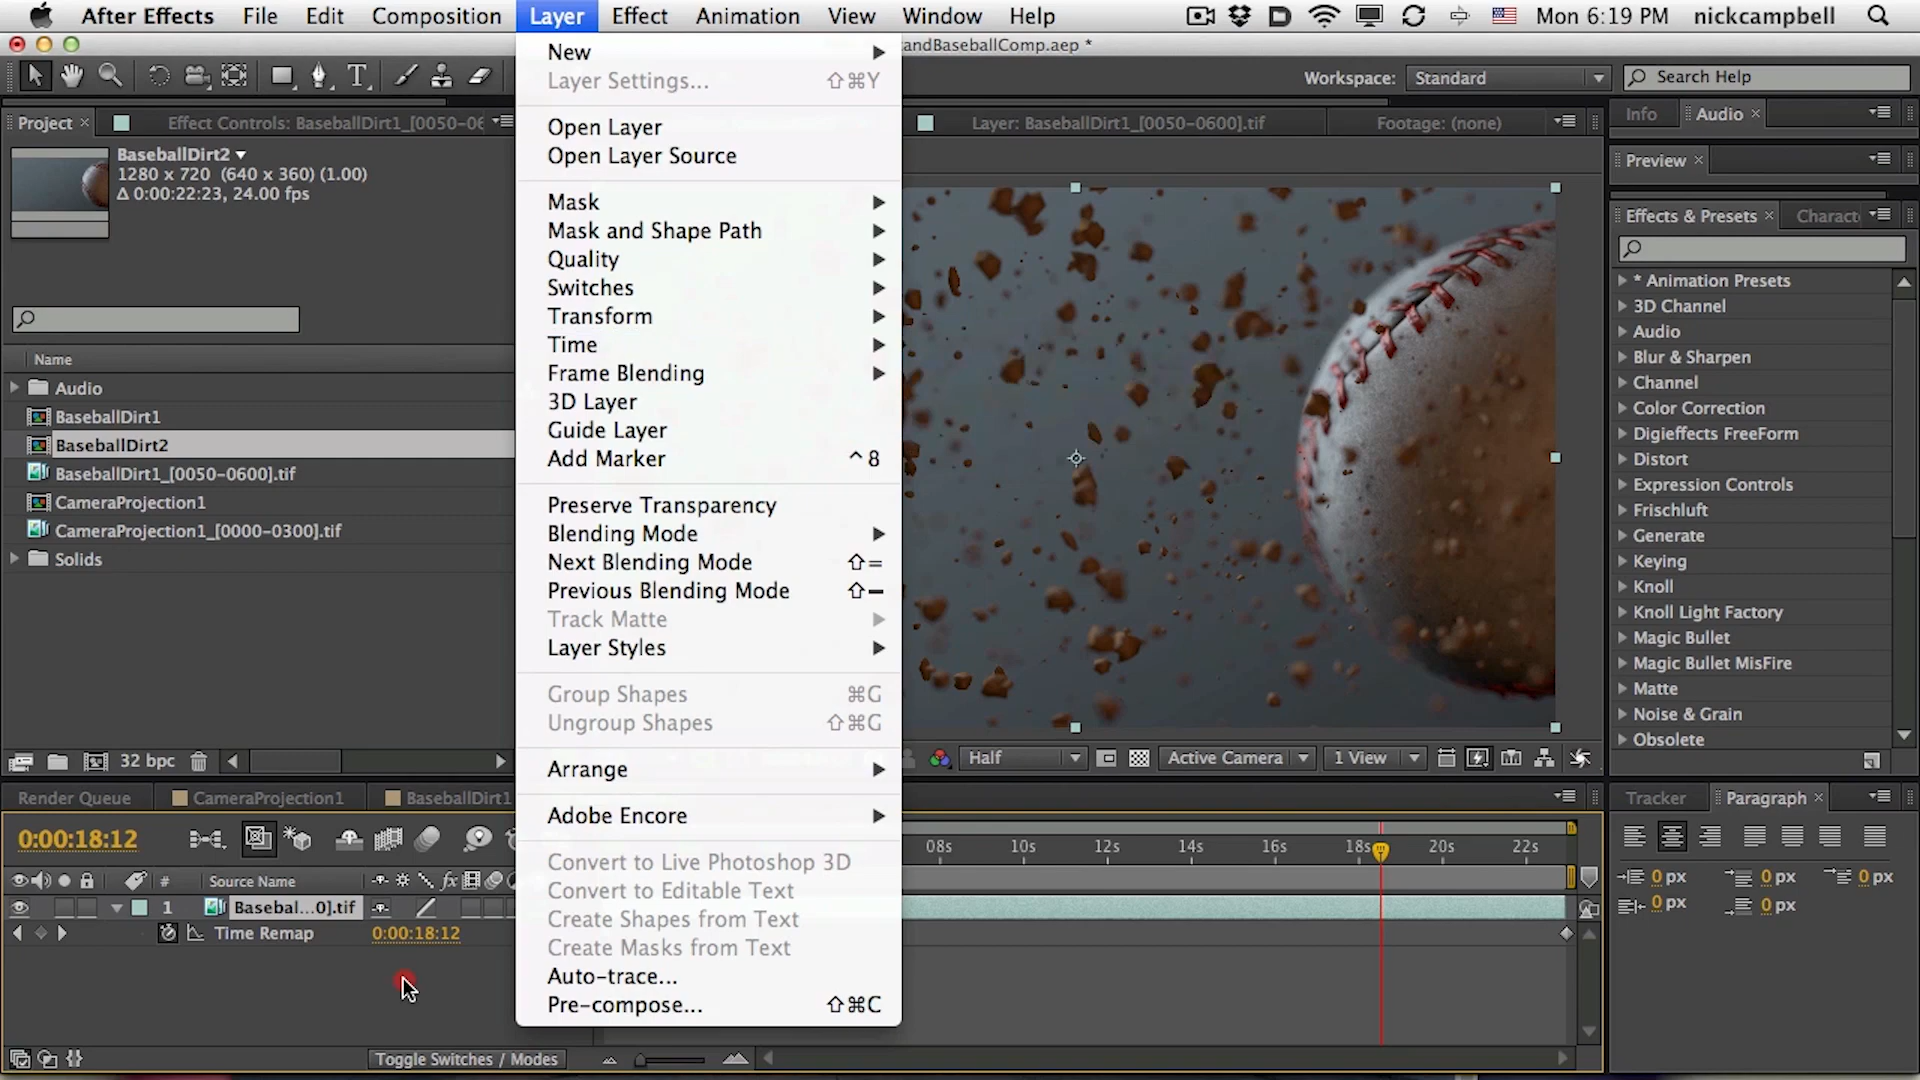 After Effects File Edit Composition Layer Effect Animation View Window Help Mon 6:19 PM nickcampbell
andBaseballComp.aep *
Workspace: Standard Search Help
Project Effect Controls: BaseballDirt1_[0050-06 Layer: BaseballDirt1_[0050-0600].tif Footage: (none)
BaseballDirt2
1280 x 720 (640 x 360) (1.00)
Δ 0:00:22:23, 24.00 fps
Name
Audio
BaseballDirt1
BaseballDirt2
BaseballDirt1_[0050-0600].tif
CameraProjection1
CameraProjection1_[0000-0300].tif
Solids
32 bpc
New
Layer Settings... ⇧⌘Y
Open Layer
Open Layer Source
Mask
Mask and Shape Path
Quality
Switches
Transform
Time
Frame Blending
3D Layer
Guide Layer
Add Marker ^8
Preserve Transparency
Blending Mode
Next Blending Mode ⇧=
Previous Blending Mode ⇧-
Track Matte
Layer Styles
Group Shapes ⌘G
Ungroup Shapes ⇧⌘G
Arrange
Adobe Encore
Convert to Live Photoshop 3D
Convert to Editable Text
Create Shapes from Text
Create Masks from Text
Auto-trace...
Pre-compose... ⇧⌘C
Half Active Camera 1 View
Info Audio
Preview
Effects & Presets Charact
* Animation Presets
3D Channel
Audio
Blur & Sharpen
Channel
Color Correction
Digieffects FreeForm
Distort
Expression Controls
Frischluft
Generate
Keying
Knoll
Knoll Light Factory
Magic Bullet
Magic Bullet MisFire
Matte
Noise & Grain
Obsolete
Render Queue CameraProjection1 BaseballDirt1
0:00:18:12
08s 10s 12s 14s 16s 18s 20s 22s
# Source Name fx
1 Basebal...0].tif
Time Remap 0:00:18:12
Toggle Switches / Modes
Tracker Paragraph
0 px 0 px 0 px
0 px 0 px